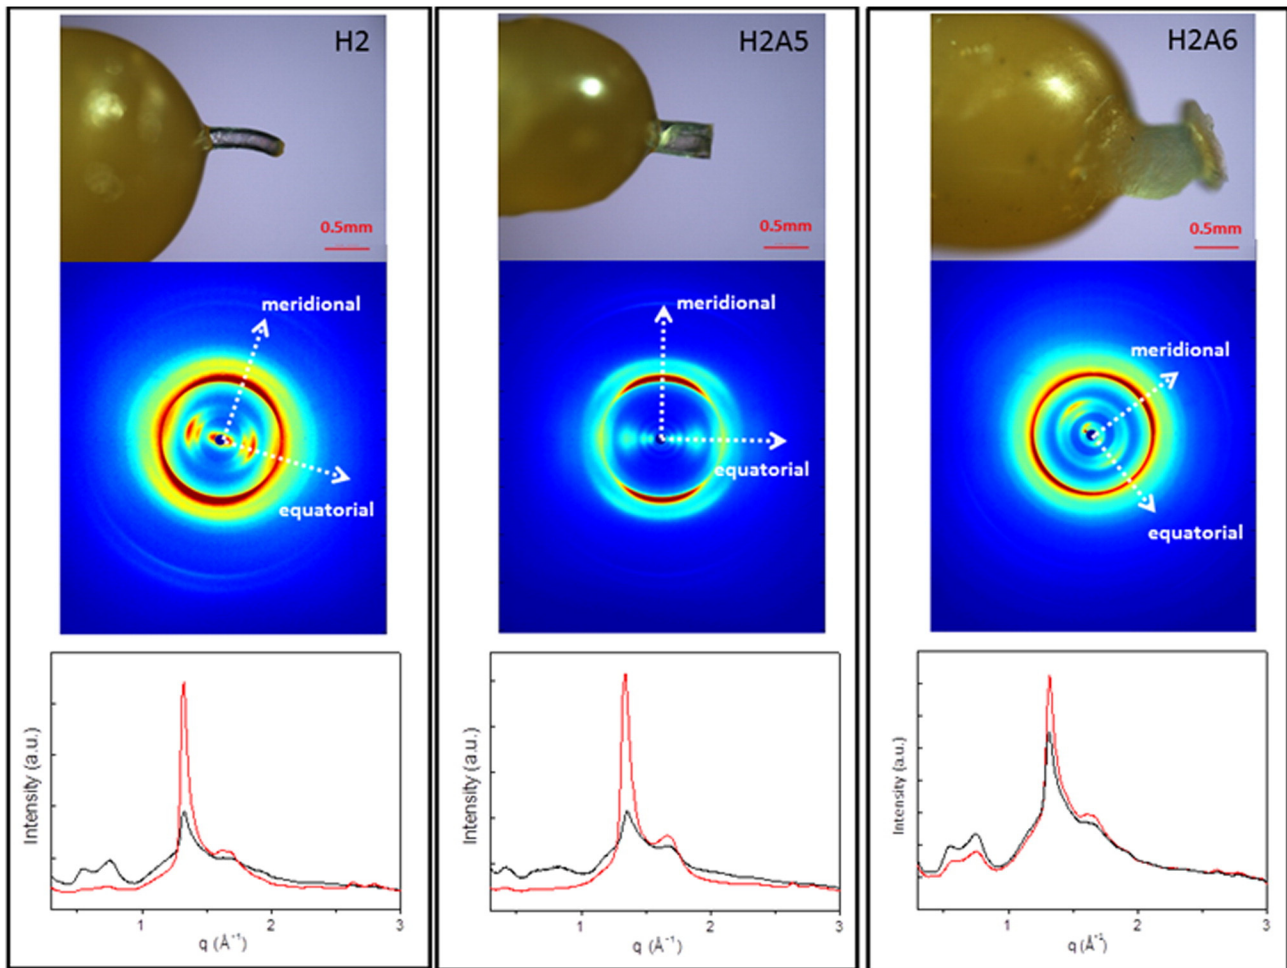 H2
0.5mm
meridional
equatorial
Intensity (a.u.)
1 2 3
q (Å⁻¹)
H2A5
0.5mm
meridional
equatorial
Intensity (a.u.)
1 2 3
q (Å⁻¹)
H2A6
0.5mm
meridional
equatorial
Intensity (a.u.)
1 2 3
q (Å⁻²)